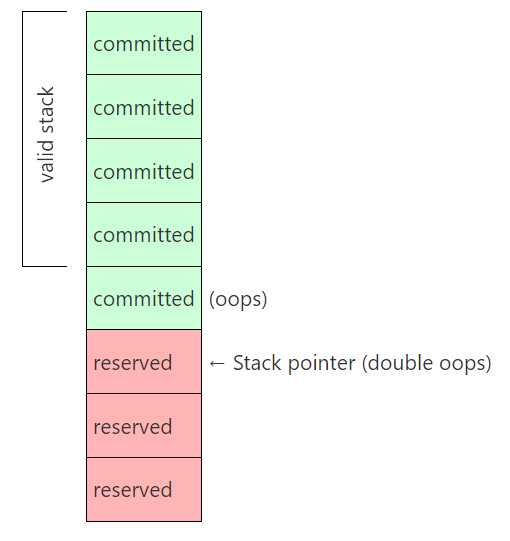 valid stack
committed
committed
committed
committed
committed (oops)
reserved ← Stack pointer (double oops)
reserved
reserved